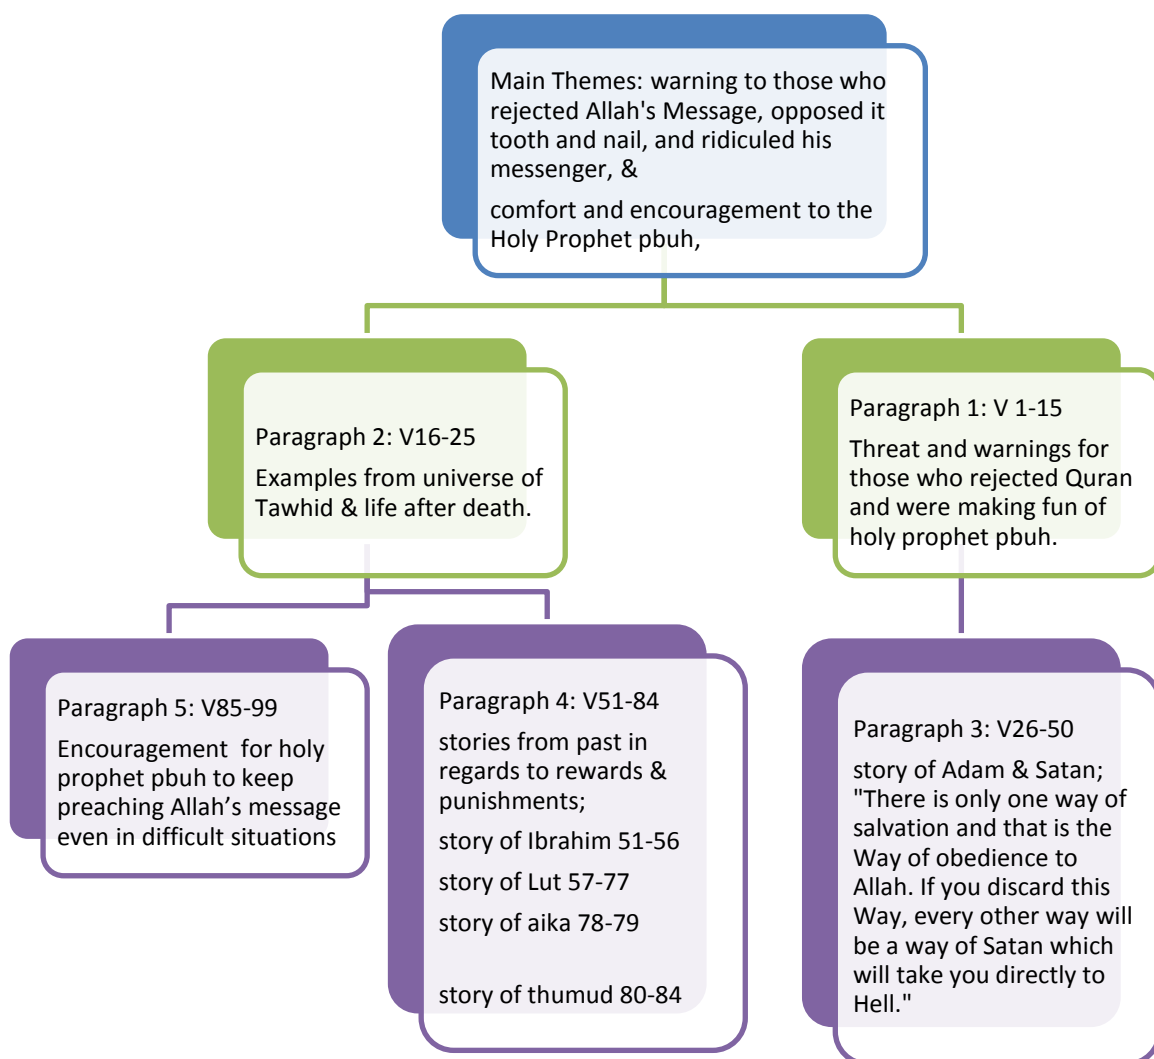 Main Themes: warning to those who
rejected Allah's Message, opposed it
tooth and nail, and ridiculed his
messenger, &
comfort and encouragement to the
Holy Prophet pbuh,
Paragraph 2: V16-25
Examples from universe of
Tawhid & life after death.
Paragraph 1: V 1-15
Threat and warnings for
those who rejected Quran
and were making fun of
holy prophet pbuh.
Paragraph 5: V85-99
Encouragement for holy
prophet pbuh to keep
preaching Allah’s message
even in difficult situations
Paragraph 4: V51-84
stories from past in
regards to rewards &
punishments;
story of Ibrahim 51-56
story of Lut 57-77
story of aika 78-79
story of thumud 80-84
Paragraph 3: V26-50
story of Adam & Satan;
"There is only one way of
salvation and that is the
Way of obedience to
Allah. If you discard this
Way, every other way will
be a way of Satan which
will take you directly to
Hell."